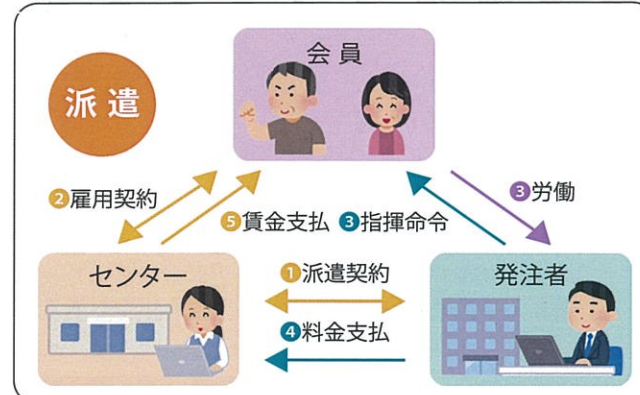 会員
派遣
❷雇用契約
❸労働
❺賃金支払
❸指揮命令
センター
❶派遣契約
発注者
❹料金支払